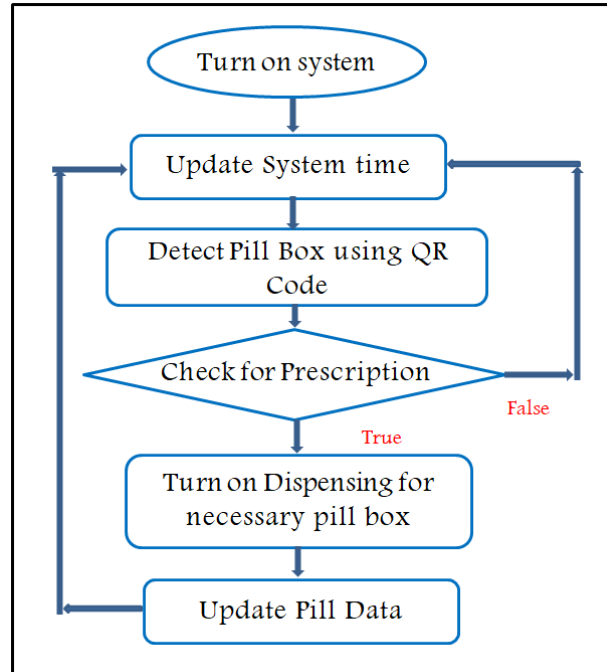 Turn on system
Update System time
Detect Pill Box using QR
Code
Check for Prescription
False
True
Turn on Dispensing for
necessary pill box
Update Pill Data